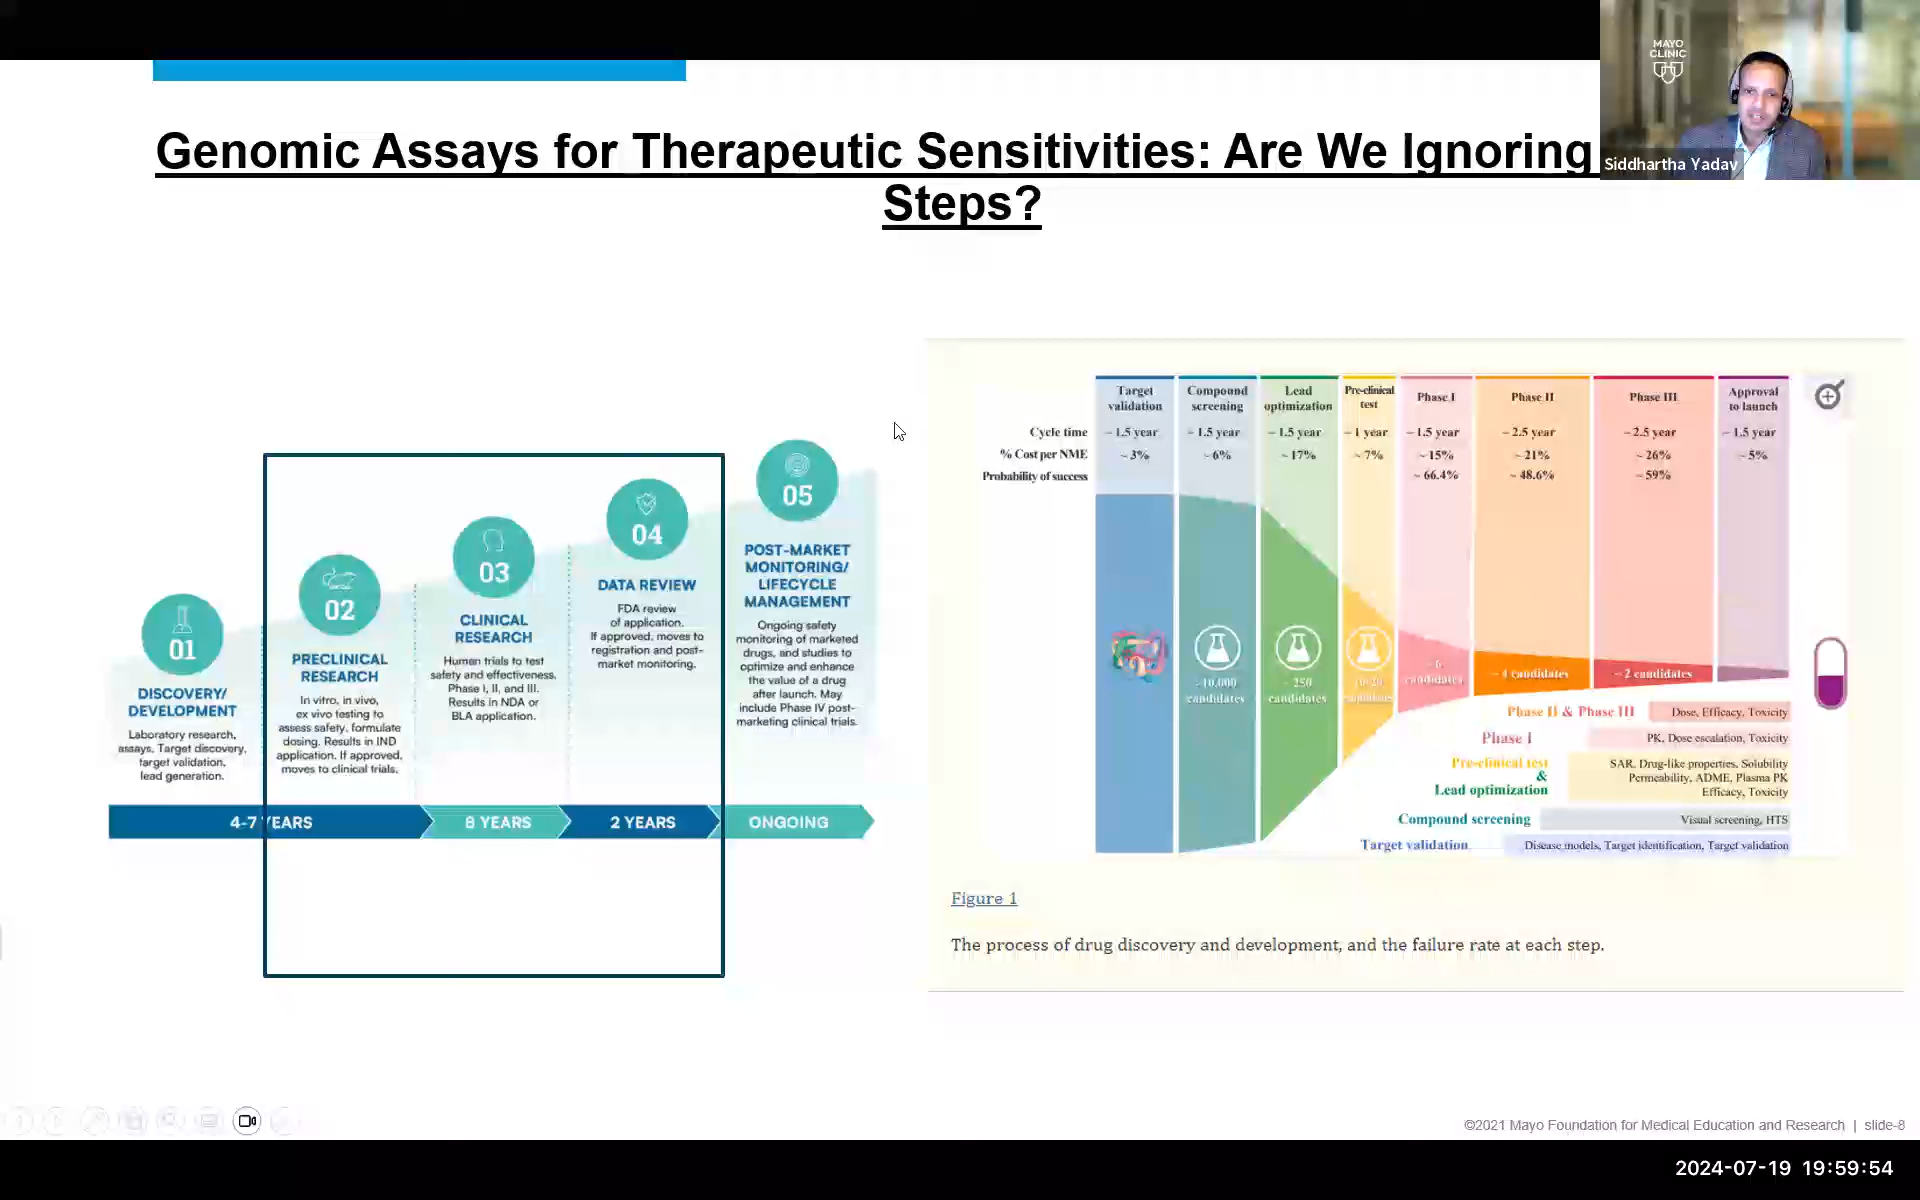 MAYO
CLINIC
Siddhartha Yadav
Genomic Assays for Therapeutic Sensitivities: Are We Ignoring
Steps?
01
DISCOVERY/
DEVELOPMENT
Laboratory research,
assays, Target discovery,
target validation,
lead generation.
02
PRECLINICAL
RESEARCH
In vitro, in vivo,
ex vivo testing to
assess safety, formulate
dosing. Results in IND
application. If approved,
moves to clinical trials.
03
CLINICAL
RESEARCH
Human trials to test
safety and effectiveness.
Phase I, II, and III.
Results in NDA or
BLA application.
04
DATA REVIEW
FDA review
of application.
If approved, moves to
registration and post-
market monitoring.
05
POST-MARKET
MONITORING/
LIFECYCLE
MANAGEMENT
Ongoing safety
monitoring of marketed
drugs, and studies to
optimize and enhance
the value of a drug
after launch. May
include Phase IV post-
marketing clinical trials.
4-7 YEARS
8 YEARS
2 YEARS
ONGOING
Target
validation
Compound
screening
Lead
optimization
Pre-clinical
test
Phase I
Phase II
Phase III
Approval
to launch
Cycle time ~ 1.5 year ~ 1.5 year ~ 1.5 year ~ 1 year ~ 1.5 year ~ 2.5 year ~ 2.5 year ~ 1.5 year
% Cost per NME ~ 3% ~ 6% ~ 17% ~ 7% ~ 15% ~ 21% ~ 26% ~ 5%
Probability of success ~ 66.4% ~ 48.6% ~ 59%
~10,000
candidates
~ 250
candidates
candidates
candidates
~ 4 candidates
~ 2 candidates
Phase II & Phase III Dose, Efficacy, Toxicity
Phase I PK, Dose escalation, Toxicity
Pre-clinical test
&
Lead optimization
SAR, Drug-like properties, Solubility
Permeability, ADME, Plasma PK
Efficacy, Toxicity
Compound screening Visual screening, HTS
Target validation Disease models, Target identification, Target validation
Figure 1
The process of drug discovery and development, and the failure rate at each step.
©2021 Mayo Foundation for Medical Education and Research | slide-8
2024-07-19 19:59:54